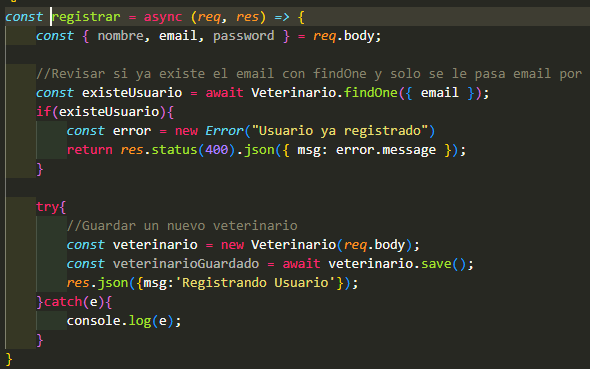 const registrar = async (req, res) => {
    const { nombre, email, password } = req.body;

    //Revisar si ya existe el email con findOne y solo se le pasa email por
    const existeUsuario = await Veterinario.findOne({ email });
    if(existeUsuario){
        const error = new Error("Usuario ya registrado")
        return res.status(400).json({ msg: error.message });
    }

    try{
        //Guardar un nuevo veterinario
        const veterinario = new Veterinario(req.body);
        const veterinarioGuardado = await veterinario.save();
        res.json({msg:'Registrando Usuario'});
    }catch(e){
        console.log(e);
    }
}